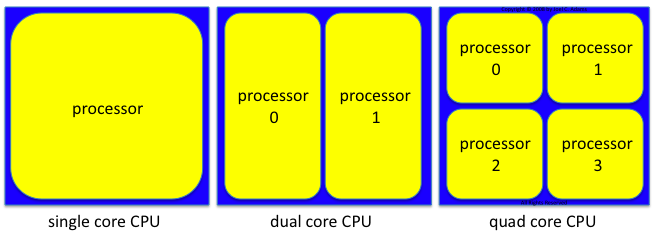 processor
single core CPU
processor
0
processor
1
dual core CPU
processor
0
processor
1
processor
2
processor
3
quad core CPU